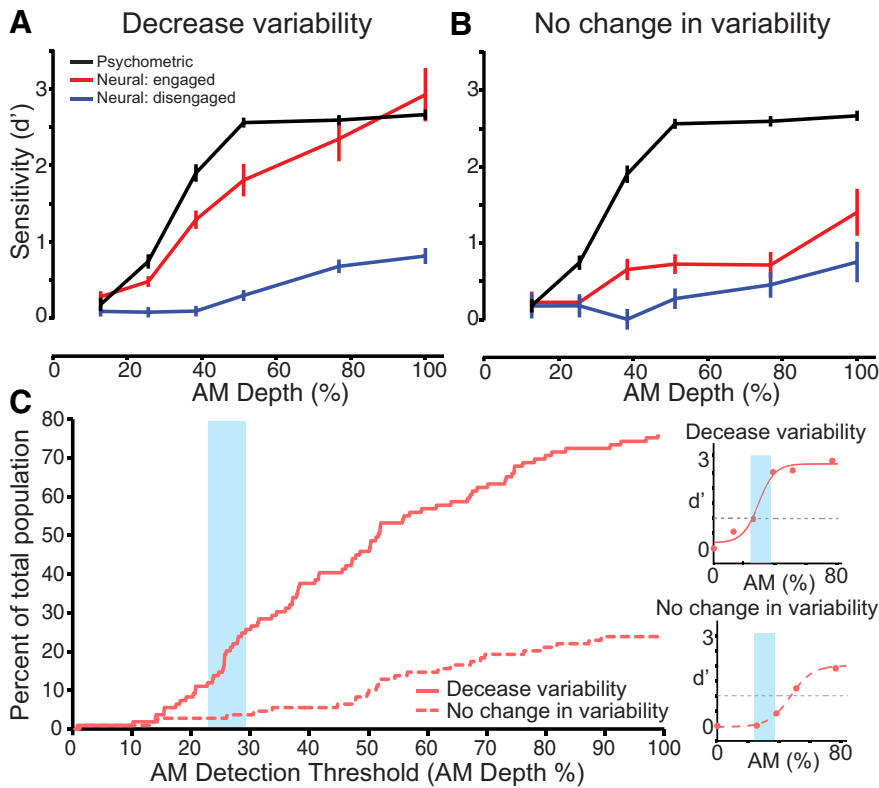 A
Decrease variability
Psychometric
Neural: engaged
Neural: disengaged
Sensitivity (d')
3
2
1
0
0
20
40
60
80
100
AM Depth (%)
B
No change in variability
3
2
1
0
0
20
40
60
80
100
AM Depth (%)
C
Percent of total population
80
70
60
50
40
30
20
10
0
0
10
20
30
40
50
60
70
80
90
100
AM Detection Threshold (AM Depth %)
Decease variability
No change in variability
Decease variability
3
d'
0
0
80
AM (%)
No change in variability
3
d'
0
0
80
AM (%)